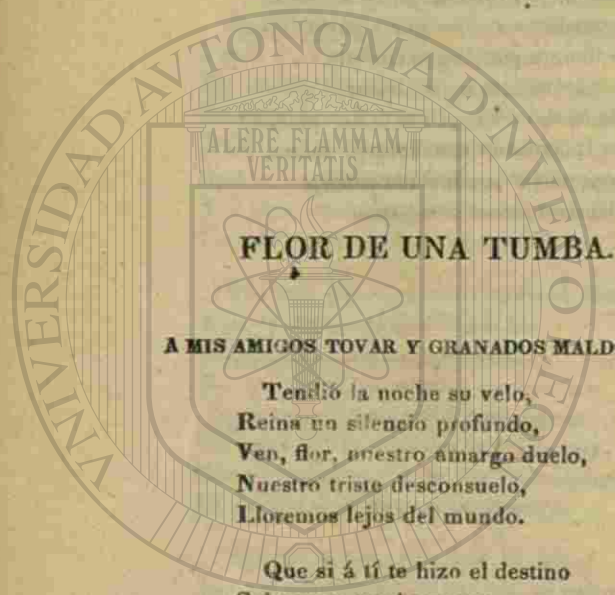 UNIVERSIDAD AUTONOMA DE NUEVO LEON
ALERE FLAMMAM
VERITATIS
FLOR DE UNA TUMBA.
A MIS AMIGOS TOVAR Y GRANADOS MALD
Tendió la noche su velo,
Reina un silencio profundo,
Ven, flor, nuestro amargo duelo,
Nuestro triste desconsuelo,
Lloremos lejos del mundo.
Que si á tí te hizo el destino